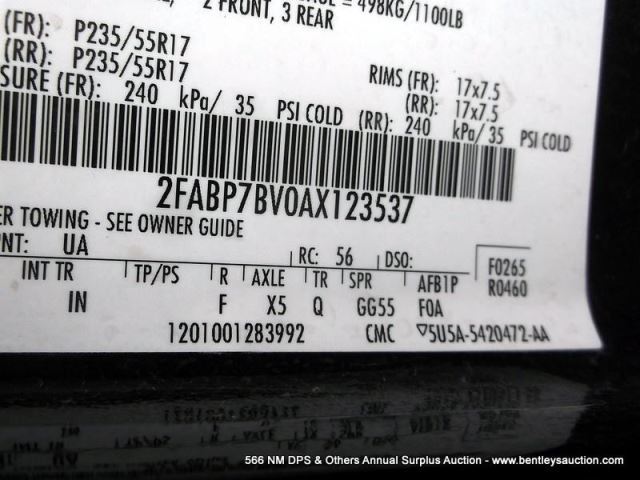 = 498KG/1100LB
2 FRONT, 3 REAR
(FR): P235/55R17 RIMS (FR): 17x7.5
(RR): P235/55R17 (RR): 17x7.5
SURE (FR): 240 kPa/ 35 PSI COLD (RR): 240 kPa/ 35 PSI COLD
2FABP7BV0AX123537
ER TOWING - SEE OWNER GUIDE
NT: UA RC: 56 DSO: F0265
INT TR TP/PS R AXLE TR SPR AFB1P R0460
IN F X5 Q GG55 F0A
1201001283992 CMC ▽5U5A-5420472-AA
566 NM DPS & Others Annual Surplus Auction - www.bentleysauction.com